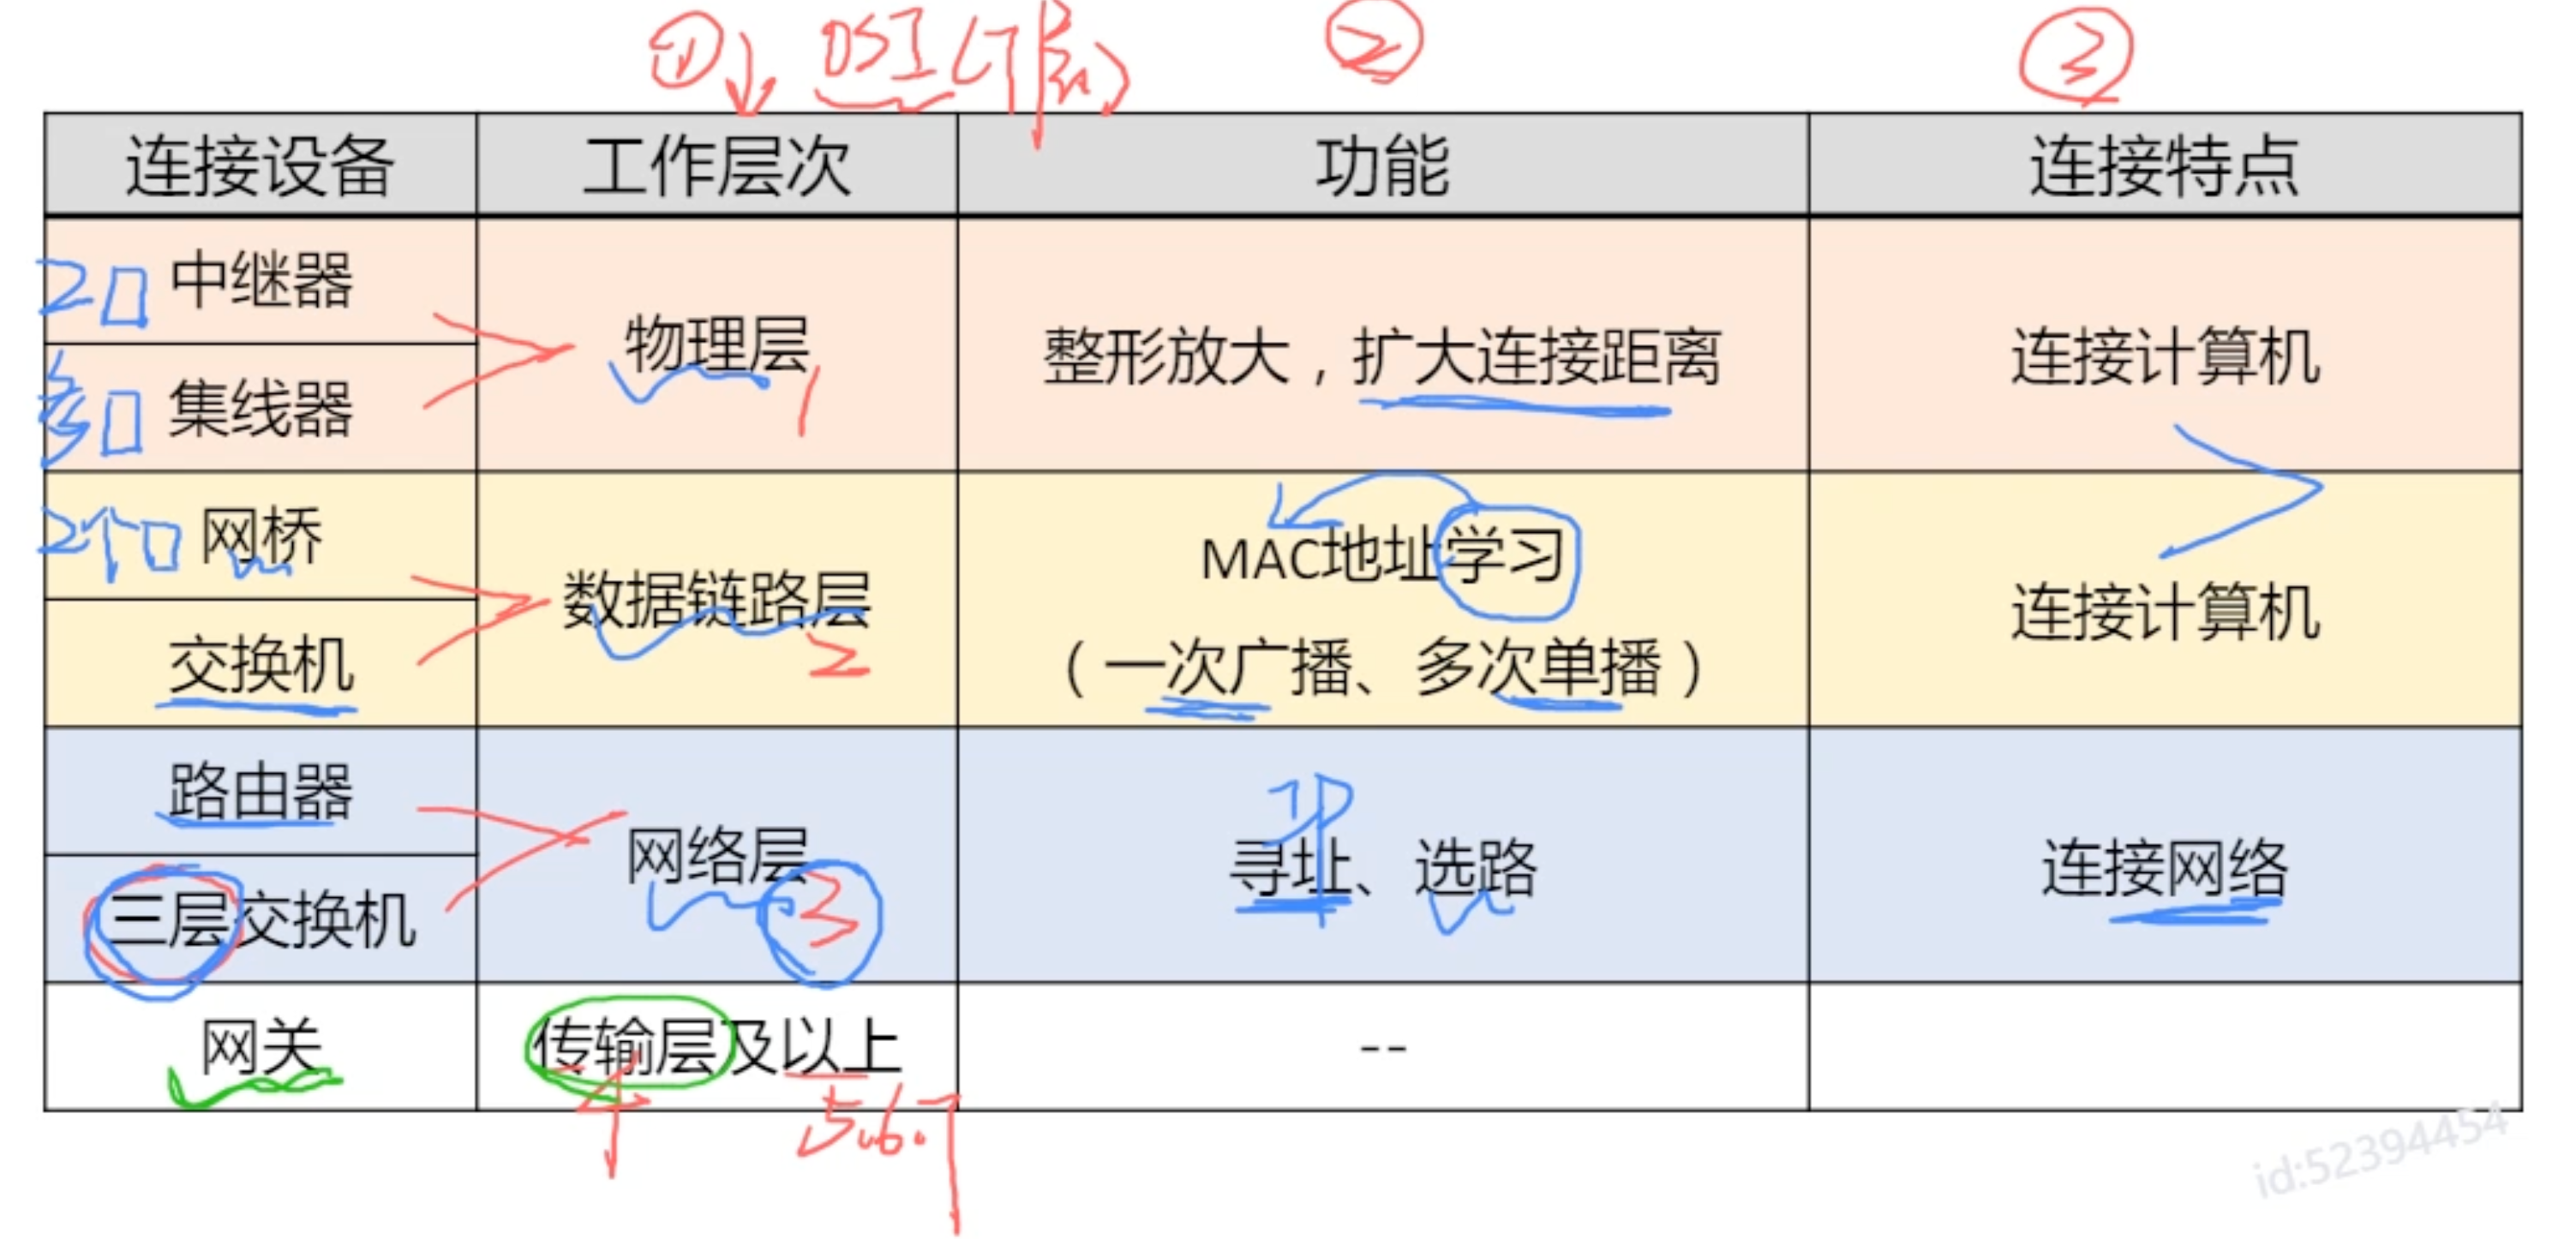 ① OSI(7层) ② ③
连接设备 工作层次 功能 连接特点
2口 中继器
物理层 1 整形放大，扩大连接距离 连接计算机
多口 集线器
2个口 网桥
MAC地址学习
数据链路层 2 连接计算机
交换机 （一次广播、多次单播）
路由器
IP
网络层 3 寻址、选路 连接网络
三层交换机
网关 传输层及以上 --
4 5.6.7
id:52394454